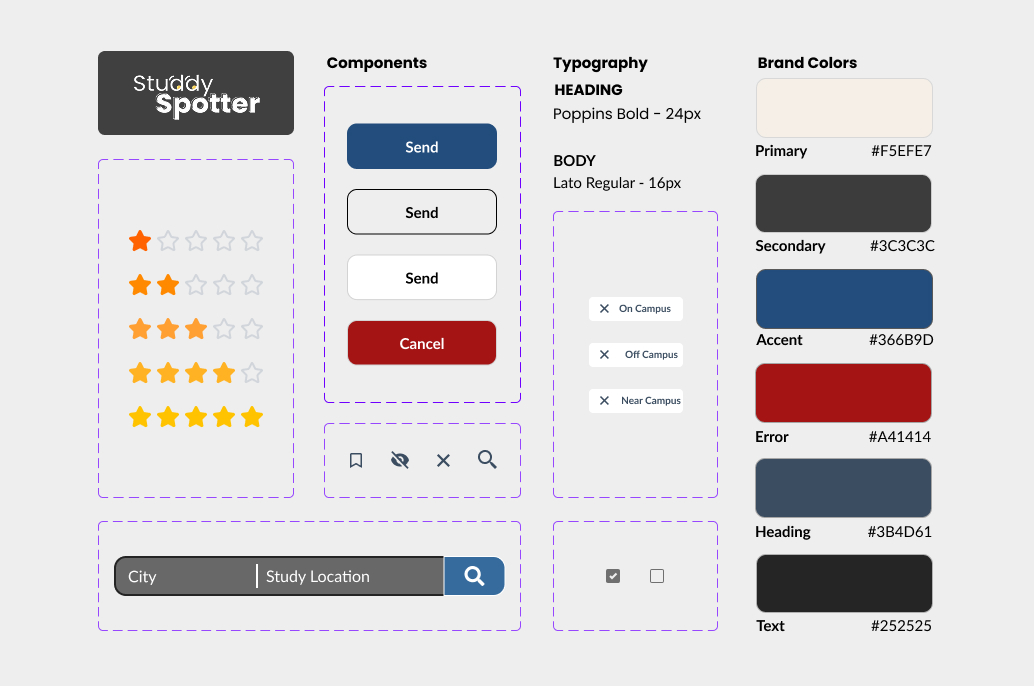 Studdy
Spotter
Components
Send
Send
Send
Cancel
City
Study Location
Typography
HEADING
Poppins Bold - 24px
BODY
Lato Regular - 16px
On Campus
Off Campus
Near Campus
Brand Colors
Primary #F5EFE7
Secondary #3C3C3C
Accent #366B9D
Error #A41414
Heading #3B4D61
Text #252525